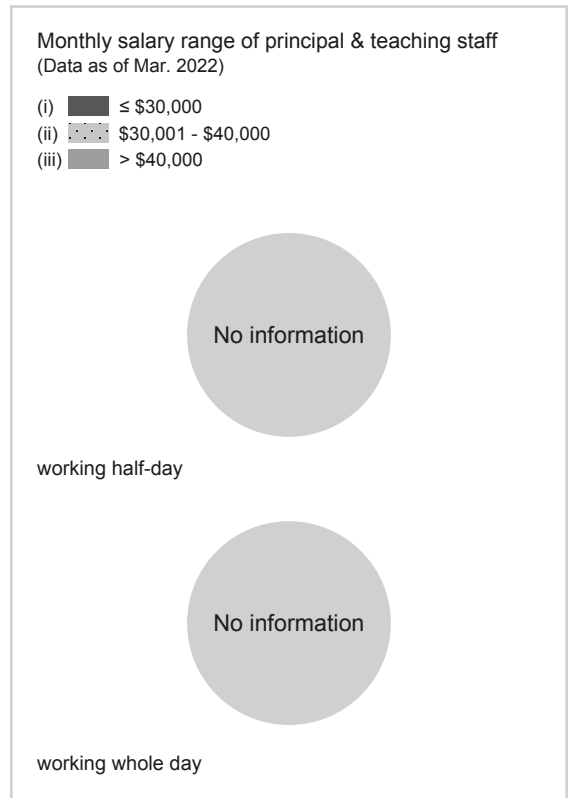 Monthly salary range of principal & teaching staff
(Data as of Mar. 2022)
(i) ≤ $30,000
(ii) $30,001 - $40,000
(iii) > $40,000
No information
working half-day
No information
working whole day